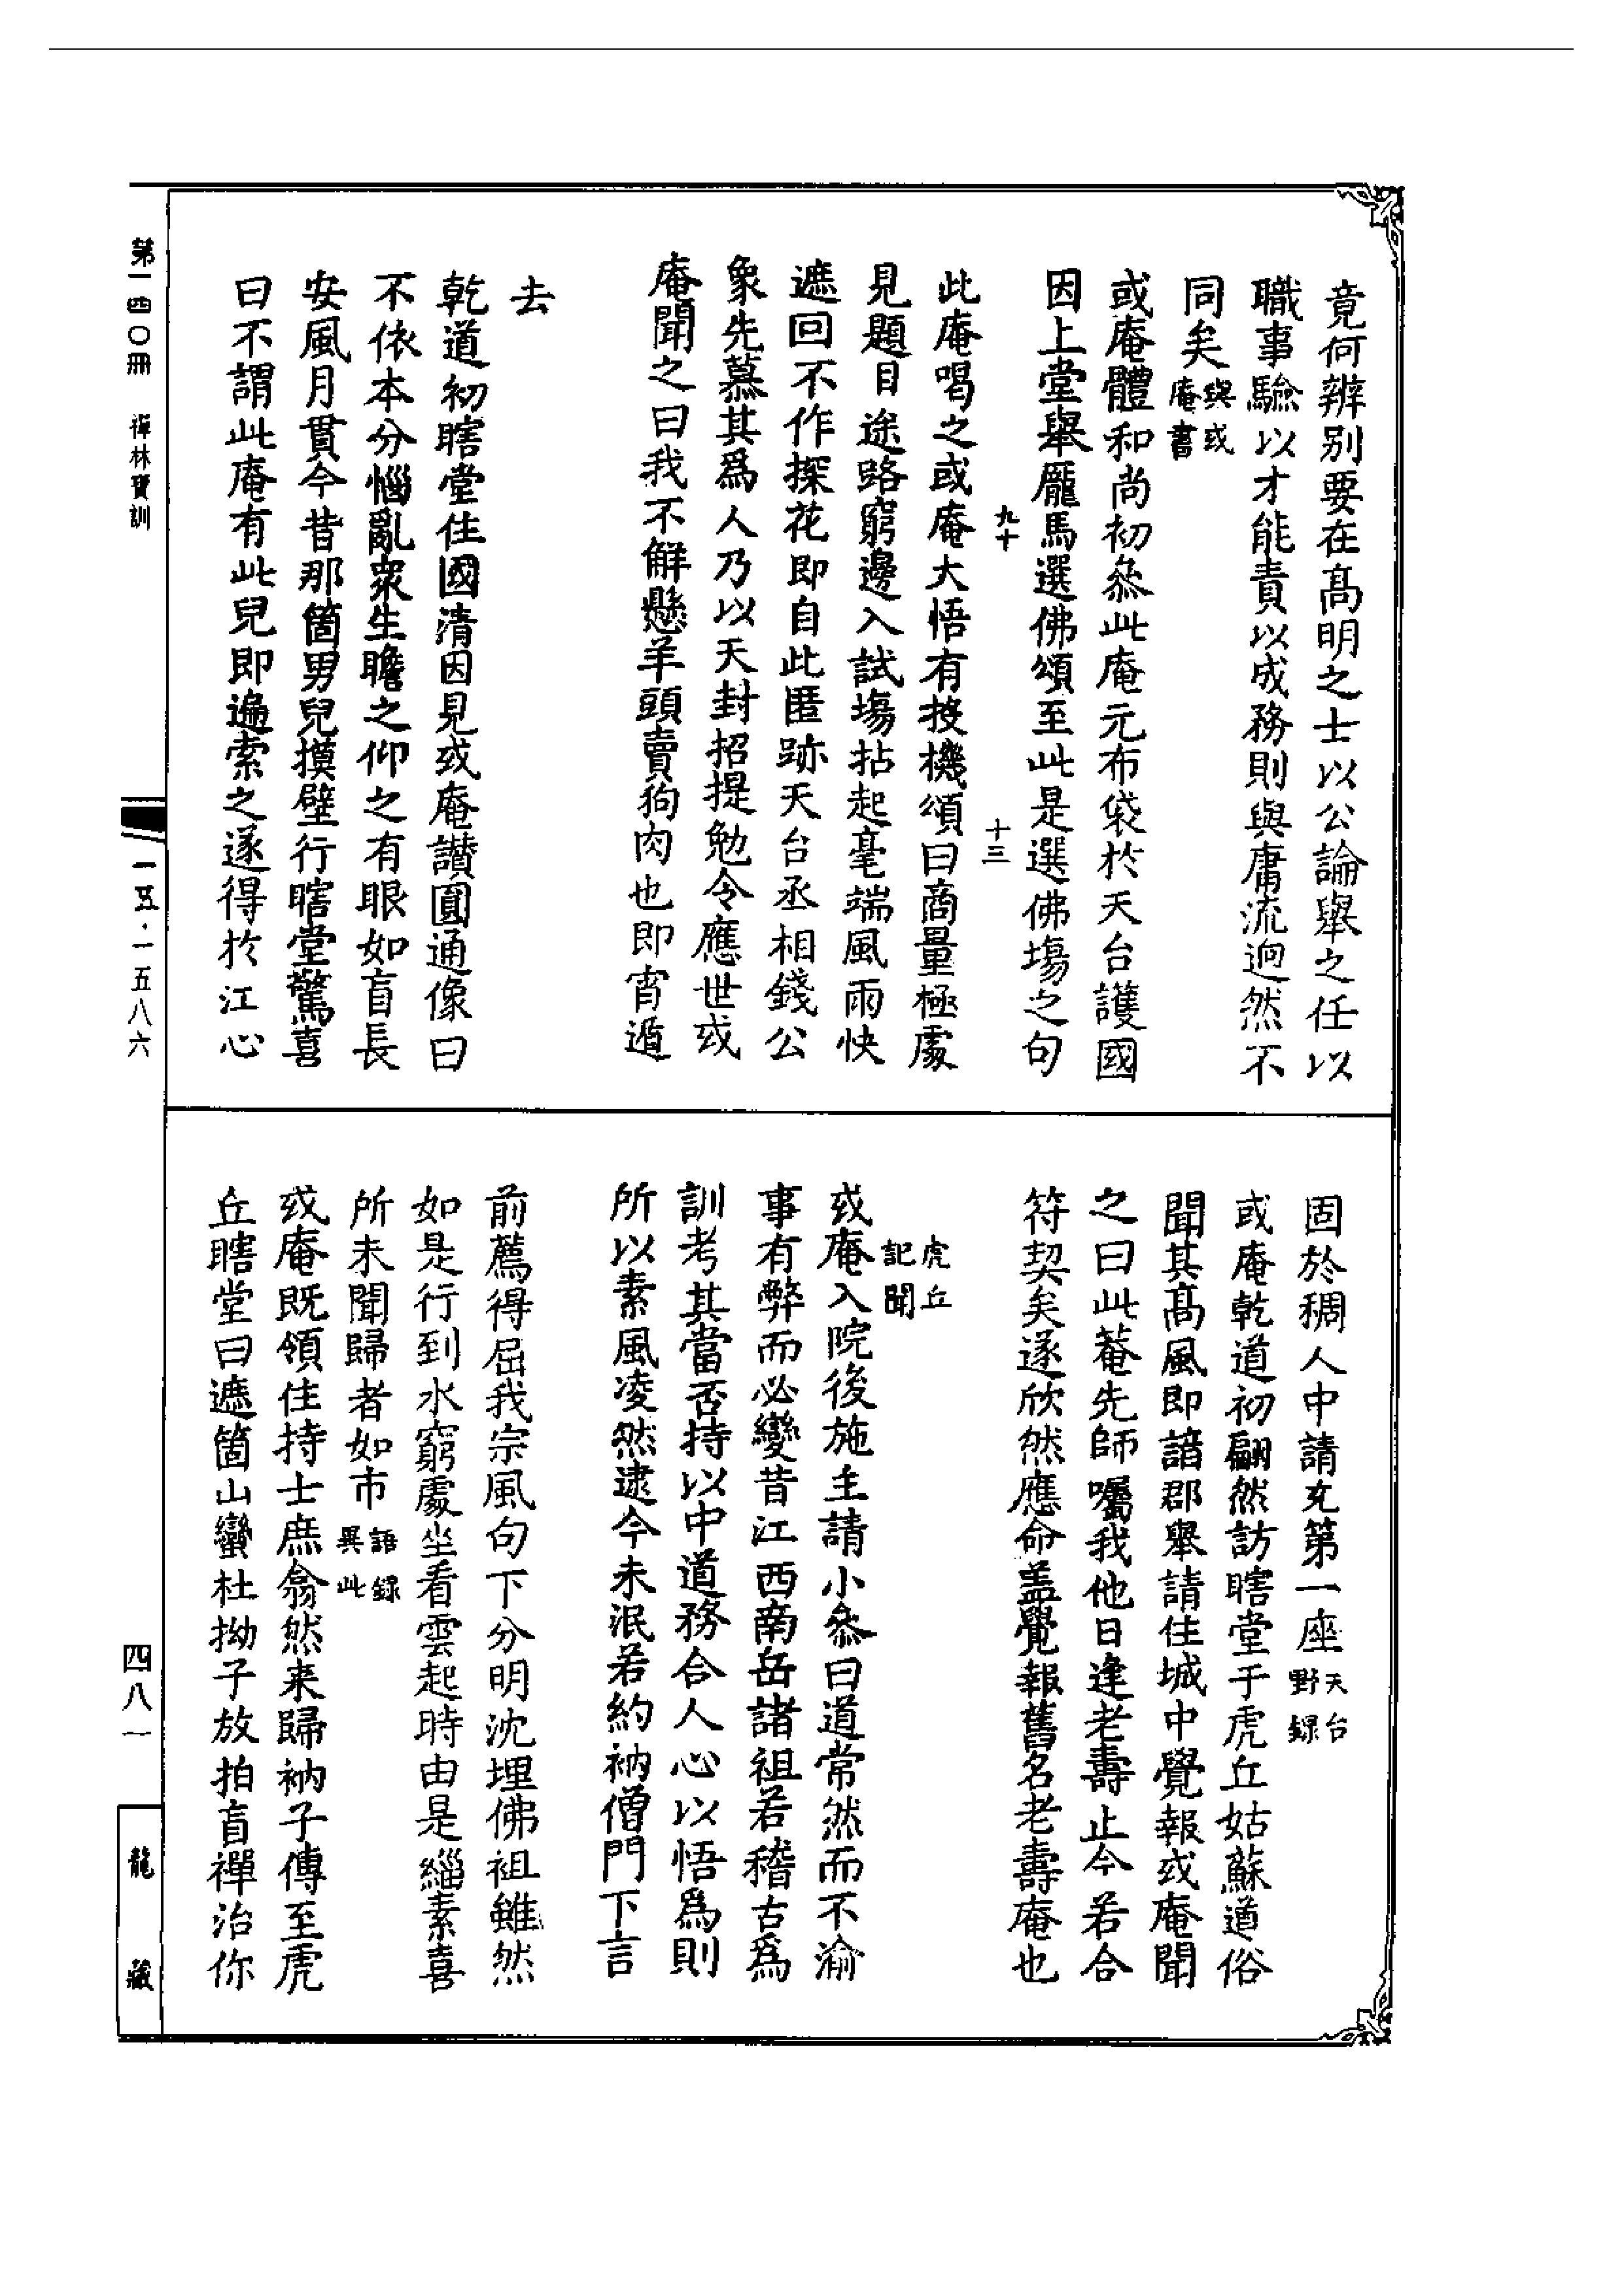 竟何辨别要在髙明之士以公論舉之任以
職事驗以才能責以成務則與庸流迥然不
同矣與或庵書
或庵體和尚初叅此庵元布袋於天台護國
因上堂舉龐馬選佛頌至此是選佛塲之句
九十 十三
此庵喝之或庵大悟有投機頌曰商量極處
見題目途路窮邊入試塲拈起毫端風雨快
遮回不作探花即自此匿跡天台丞相錢公
象先慕其爲人乃以天封招提勉令應世或
庵聞之曰我不解懸羊頭賣狗肉也即宵遁
去
乾道初瞎堂住國清因見或庵讃圓通像曰
不依本分惱亂衆生瞻之仰之有眼如盲長
安風月貫今昔那箇男兒摸壁行瞎堂驚喜
曰不謂此庵有此兒即遍索之遂得於江心
固於稠人中請充第一座天台野録
或庵乾道初翩然訪瞎堂于虎丘姑蘇道俗
聞其髙風即詣郡舉請住城中覺報或庵聞
之曰此菴先師囑我他日逢老壽止今若合
符契矣遂欣然應命盖覺報舊名老壽庵也
虎丘記聞
或庵入院後施主請小叅曰道常然而不渝
事有弊而必變昔江西南岳諸祖若稽古爲
訓考其當否持以中道務合人心以悟爲則
所以素風凌然逮今未泯若約衲僧門下言
前薦得屈我宗風句下分明沈埋佛祖雖然
如是行到水窮處坐看雲起時由是緇素喜
所未聞歸者如市語録異此
或庵既領住持士庶翕然来歸衲子傳至虎
丘瞎堂曰遮箇山蠻杜拗子放拍盲禪治你
第一四〇冊 禪林寶訓
一五·一五八六
四八一
龍藏